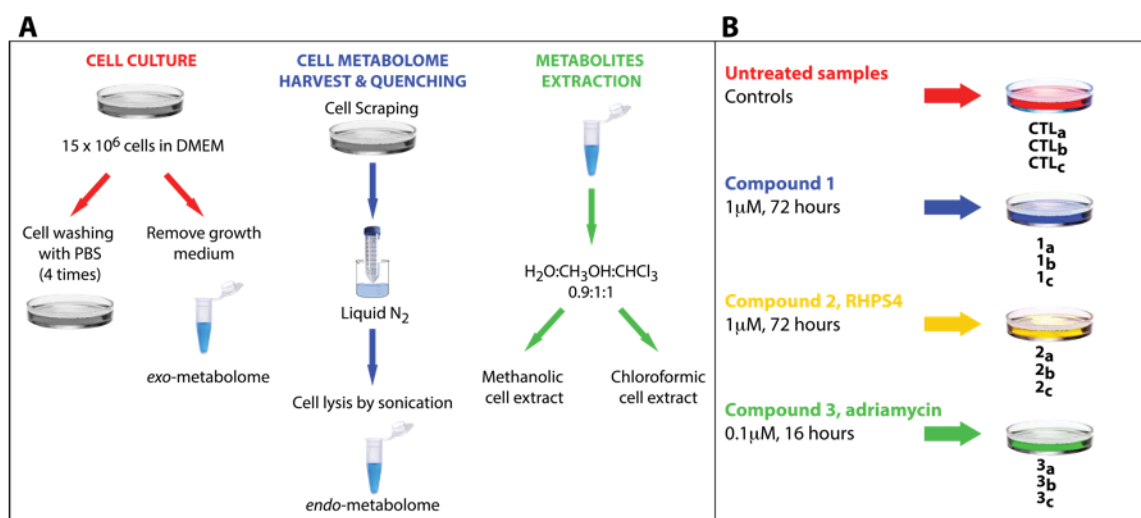 A
CELL CULTURE
15 x 10⁶ cells in DMEM
Cell washing
with PBS
(4 times)
Remove growth
medium
exo-metabolome
CELL METABOLOME
HARVEST & QUENCHING
Cell Scraping
Liquid N₂
Cell lysis by sonication
endo-metabolome
METABOLITES
EXTRACTION
H₂O:CH₃OH:CHCl₃
0.9:1:1
Methanolic
cell extract
Chloroformic
cell extract
B
Untreated samples
Controls
CTLa
CTLb
CTLc
Compound 1
1µM, 72 hours
1a
1b
1c
Compound 2, RHPS4
1µM, 72 hours
2a
2b
2c
Compound 3, adriamycin
0.1µM, 16 hours
3a
3b
3c